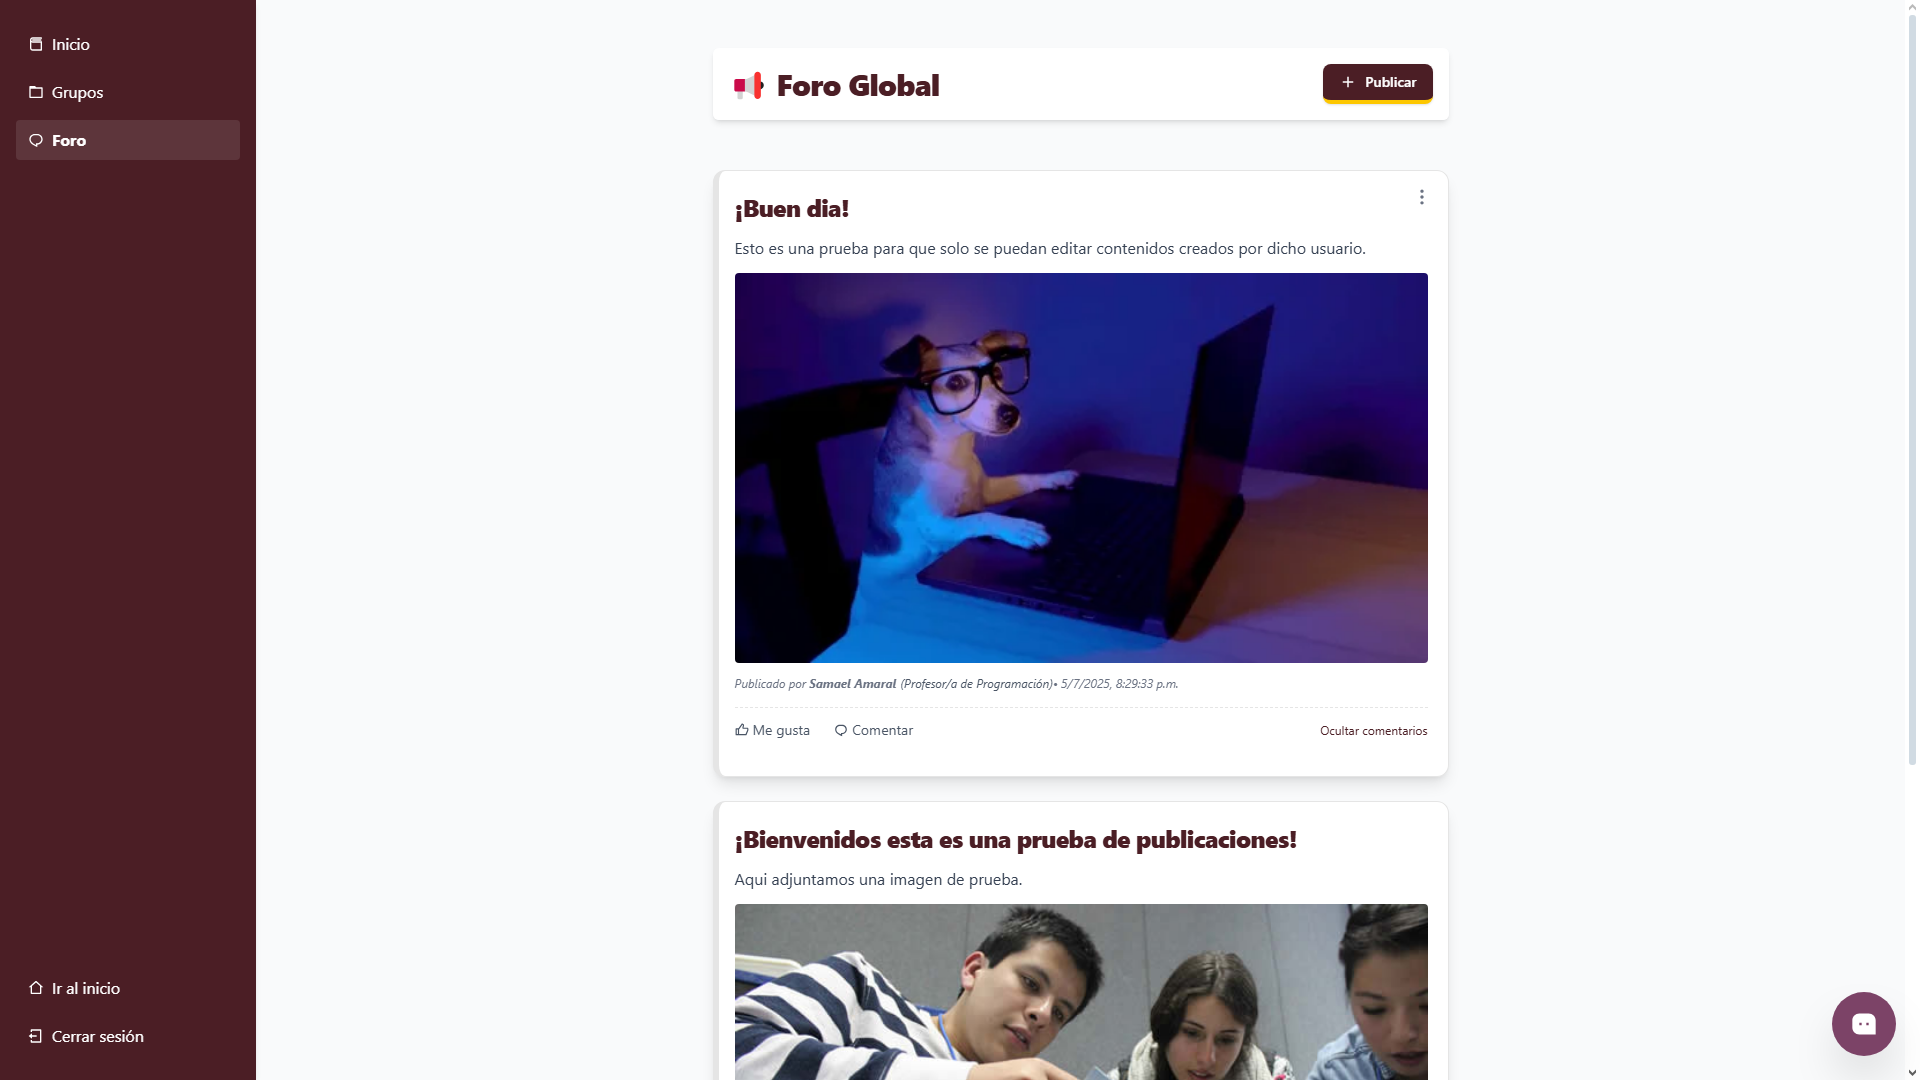 Inicio
Grupos
Foro
Foro Global
Publicar
¡Buen dia!
Esto es una prueba para que solo se puedan editar contenidos creados por dicho usuario.
Publicado por Samael Amaral (Profesor/a de Programación)• 5/7/2025, 8:29:33 p.m.
Me gusta
Comentar
Ocultar comentarios
¡Bienvenidos esta es una prueba de publicaciones!
Aqui adjuntamos una imagen de prueba.
Ir al inicio
Cerrar sesión